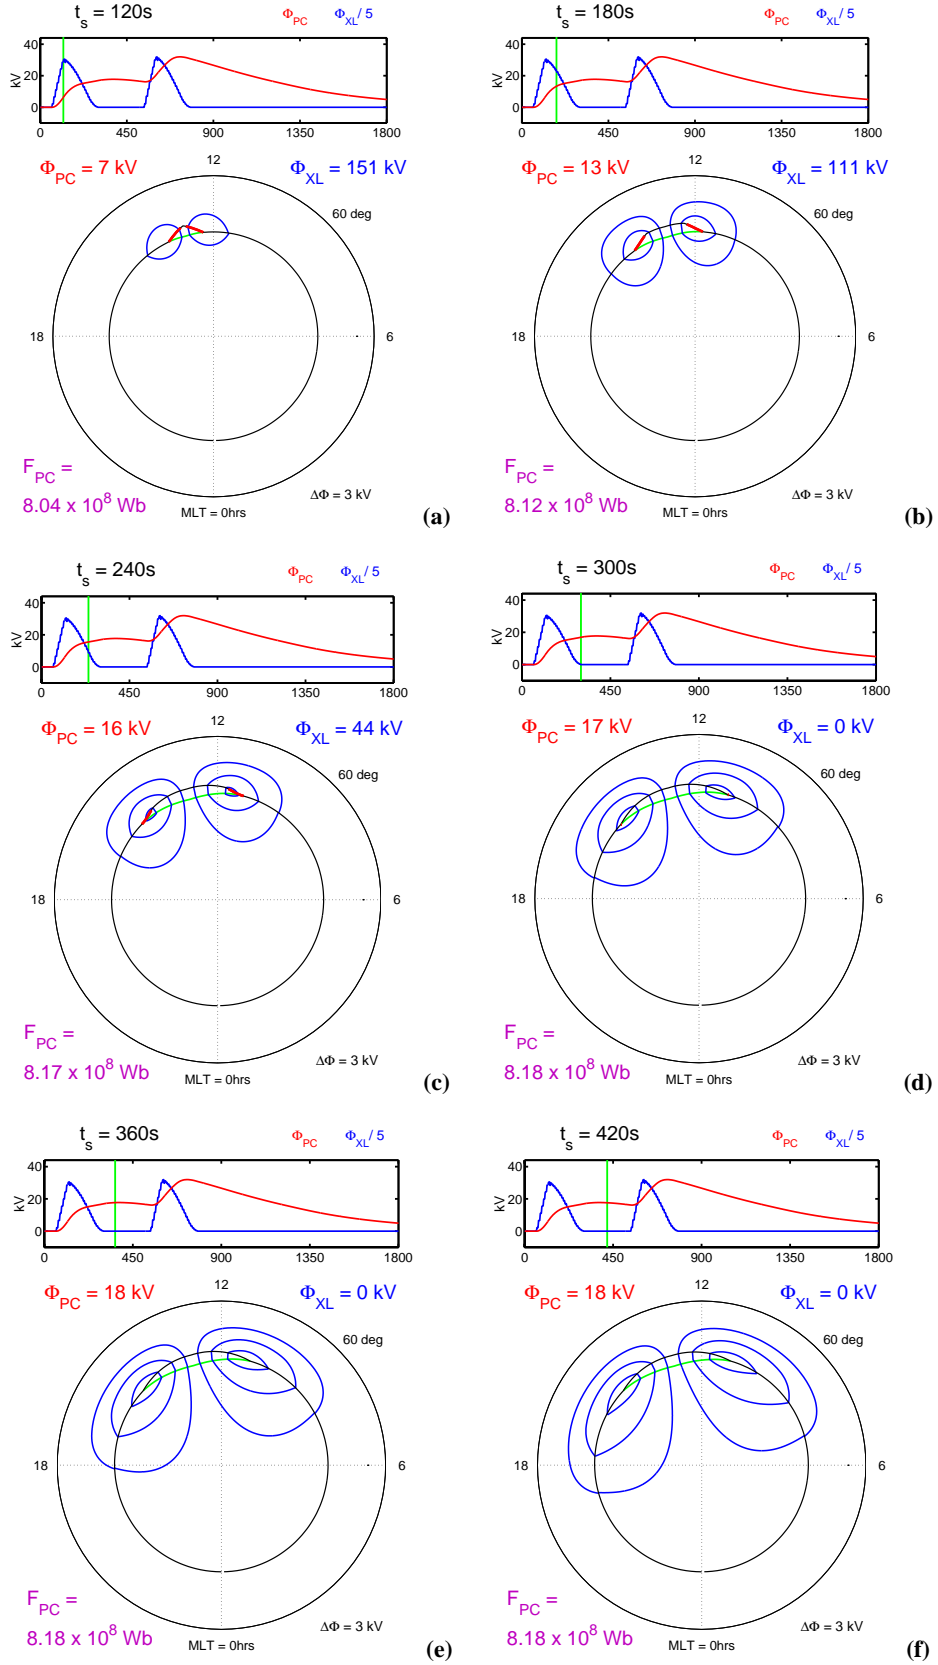 t_s = 120s Φ_PC Φ_XL/ 5
40
20
0
kV
0 450 900 1350 1800
Φ_PC = 7 kV 12 Φ_XL = 151 kV
60 deg
18 6
F_PC =
8.04 x 10^8 Wb
ΔΦ = 3 kV
MLT = 0hrs
(a)
t_s = 180s Φ_PC Φ_XL/ 5
40
20
0
kV
0 450 900 1350 1800
Φ_PC = 13 kV 12 Φ_XL = 111 kV
60 deg
18 6
F_PC =
8.12 x 10^8 Wb
ΔΦ = 3 kV
MLT = 0hrs
(b)
t_s = 240s Φ_PC Φ_XL/ 5
40
20
0
kV
0 450 900 1350 1800
Φ_PC = 16 kV 12 Φ_XL = 44 kV
60 deg
18 6
F_PC =
8.17 x 10^8 Wb
ΔΦ = 3 kV
MLT = 0hrs
(c)
t_s = 300s Φ_PC Φ_XL/ 5
40
20
0
kV
0 450 900 1350 1800
Φ_PC = 17 kV 12 Φ_XL = 0 kV
60 deg
18 6
F_PC =
8.18 x 10^8 Wb
ΔΦ = 3 kV
MLT = 0hrs
(d)
t_s = 360s Φ_PC Φ_XL/ 5
40
20
0
kV
0 450 900 1350 1800
Φ_PC = 18 kV 12 Φ_XL = 0 kV
60 deg
18 6
F_PC =
8.18 x 10^8 Wb
ΔΦ = 3 kV
MLT = 0hrs
(e)
t_s = 420s Φ_PC Φ_XL/ 5
40
20
0
kV
0 450 900 1350 1800
Φ_PC = 18 kV 12 Φ_XL = 0 kV
60 deg
18 6
F_PC =
8.18 x 10^8 Wb
ΔΦ = 3 kV
MLT = 0hrs
(f)